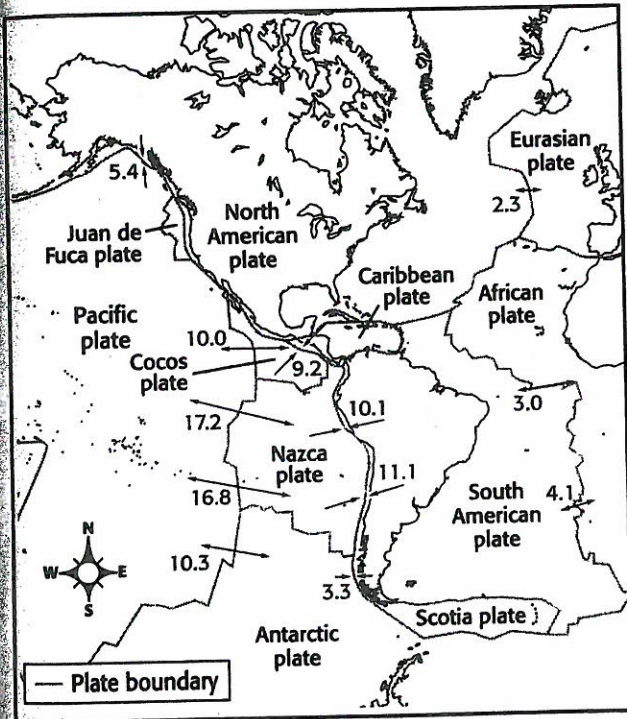 Eurasian
plate
5.4
2.3
North
American
plate
Juan de
Fuca plate
Caribbean
plate
African
plate
Pacific
plate
10.0
Cocos
plate
9.2
3.0
17.2
10.1
Nazca
plate
11.1
16.8
South
American
plate
4.1
N
W E
S
10.3
3.3
Scotia plate
Antarctic
plate
— Plate boundary